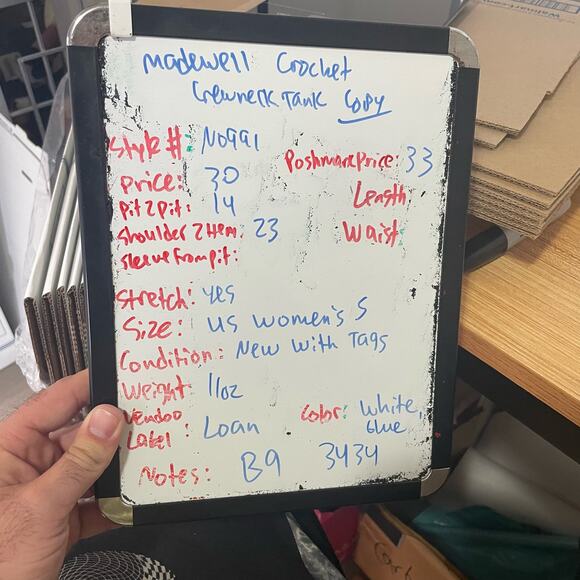 Madewell Crochet
Crewneck Tank Copy
Style #: N0991
Poshmark Price: 33
Price: 30
Length:
Pit 2 Pit: 14
Waist:
Shoulder 2 Hem: 23
Sleeve From Pit:
Stretch: yes
Size: US Women's S
Condition: New With Tags
Weight: 11oz
Vendoo
Label: Loan
Color: White,
blue
Notes: B9 3434
Walmart